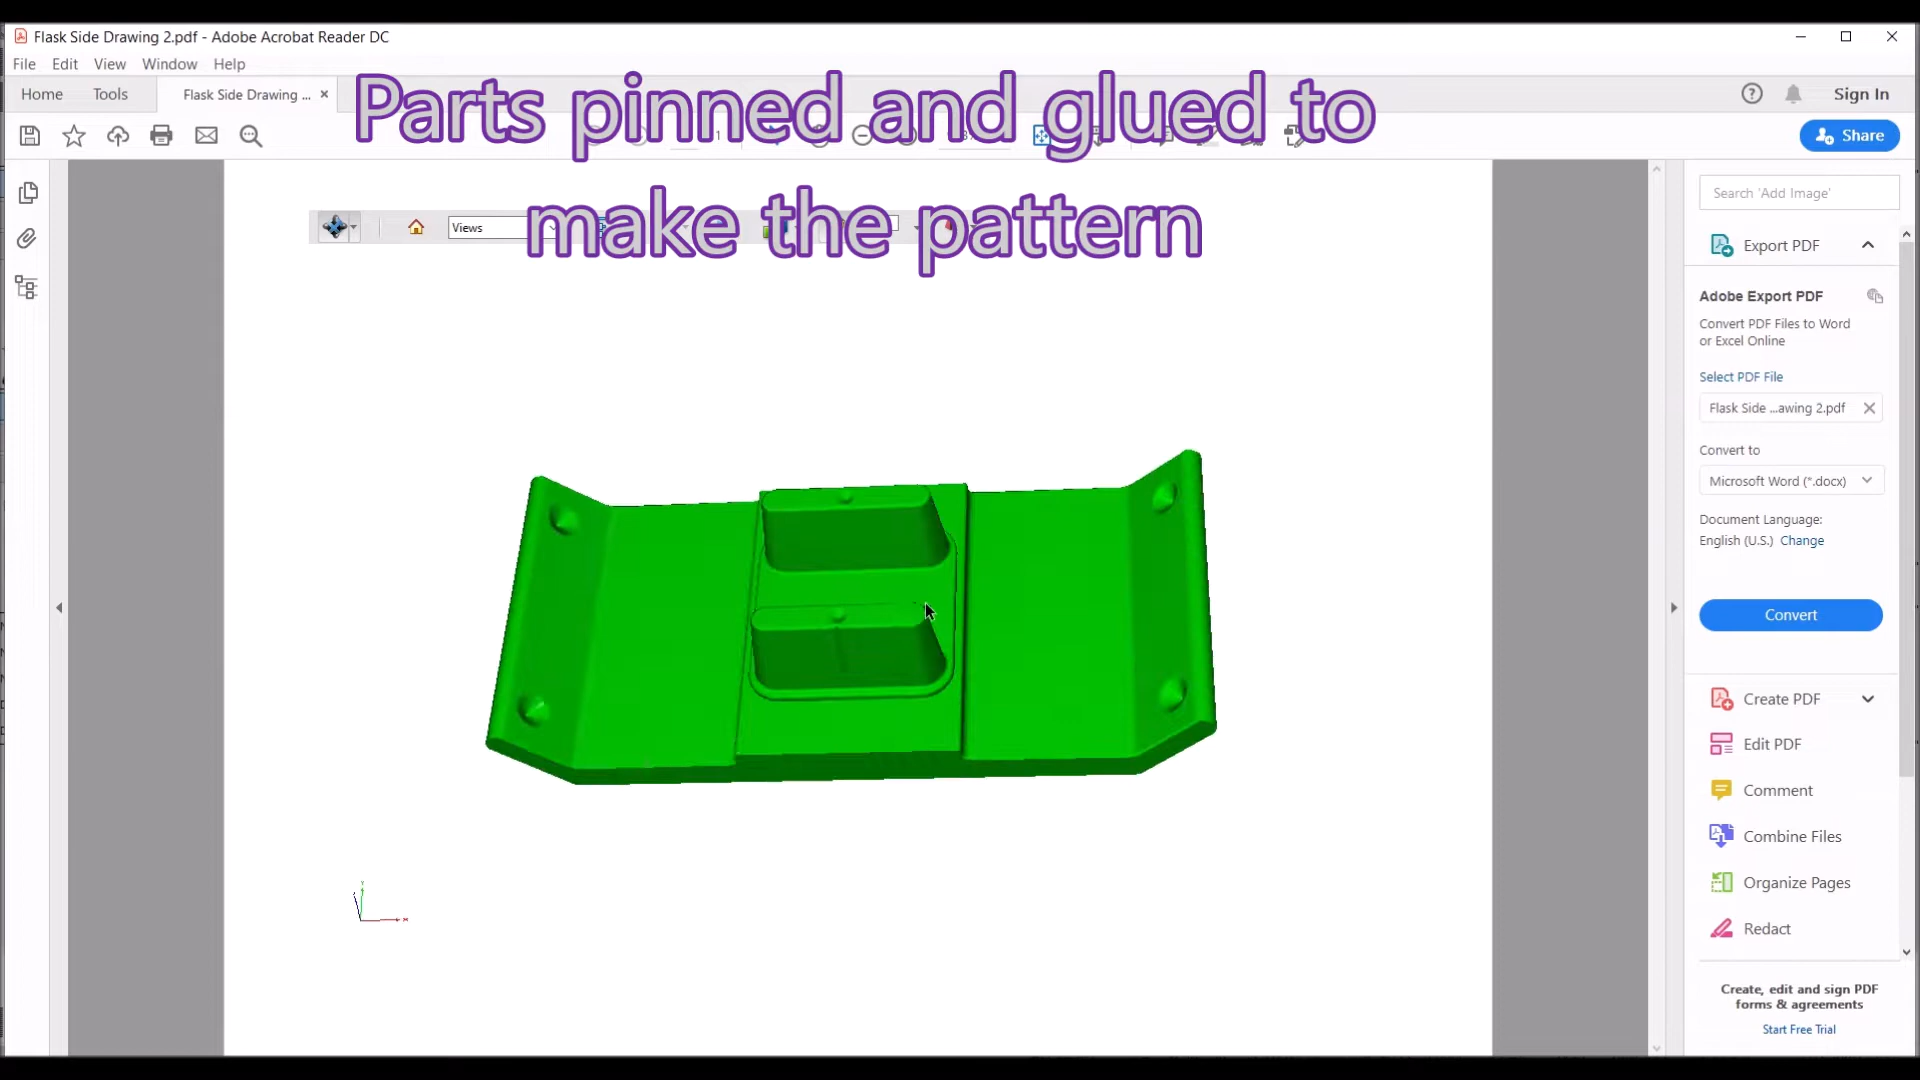 Flask Side Drawing 2.pdf - Adobe Acrobat Reader DC
File Edit View Window Help
Home Tools Flask Side Drawing ... ×
Sign In
Parts pinned and glued to
make the pattern
Share
Views
Search 'Add Image'
Export PDF
Adobe Export PDF
Convert PDF Files to Word
or Excel Online
Select PDF File
Flask Side ...awing 2.pdf
Convert to
Microsoft Word (*.docx)
Document Language:
English (U.S.) Change
Convert
Create PDF
Edit PDF
Comment
Combine Files
Organize Pages
Redact
Create, edit and sign PDF
forms & agreements
Start Free Trial